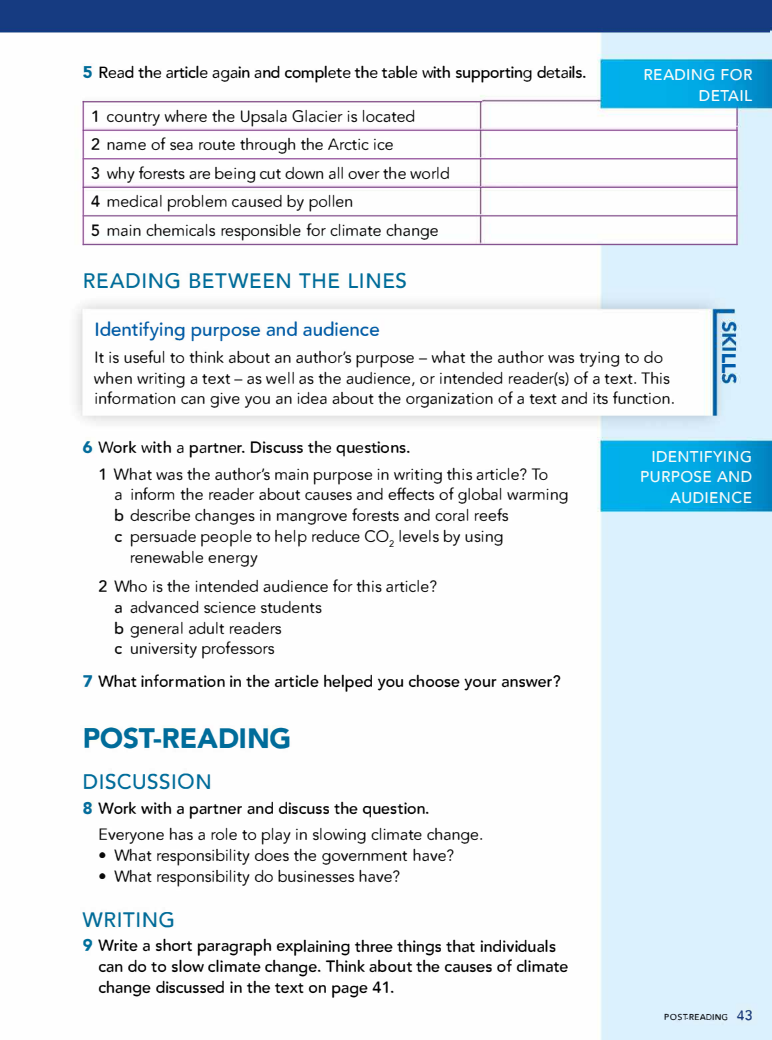 5 Read the article again and complete the table with supporting details.
READING FOR
DETAIL
1 country where the Upsala Glacier is located
2 name of sea route through the Arctic ice
3 why forests are being cut down all over the world
4 medical problem caused by pollen
5 main chemicals responsible for climate change
READING BETWEEN THE LINES
Identifying purpose and audience
It is useful to think about an author's purpose – what the author was trying to do
when writing a text – as well as the audience, or intended reader(s) of a text. This
information can give you an idea about the organization of a text and its function.
SKILLS
6 Work with a partner. Discuss the questions.
IDENTIFYING
PURPOSE AND
AUDIENCE
1 What was the author's main purpose in writing this article? To
a inform the reader about causes and effects of global warming
b describe changes in mangrove forests and coral reefs
c persuade people to help reduce CO₂ levels by using
renewable energy
2 Who is the intended audience for this article?
a advanced science students
b general adult readers
c university professors
7 What information in the article helped you choose your answer?
POST-READING
DISCUSSION
8 Work with a partner and discuss the question.
Everyone has a role to play in slowing climate change.
• What responsibility does the government have?
• What responsibility do businesses have?
WRITING
9 Write a short paragraph explaining three things that individuals
can do to slow climate change. Think about the causes of climate
change discussed in the text on page 41.
POST-READING 43